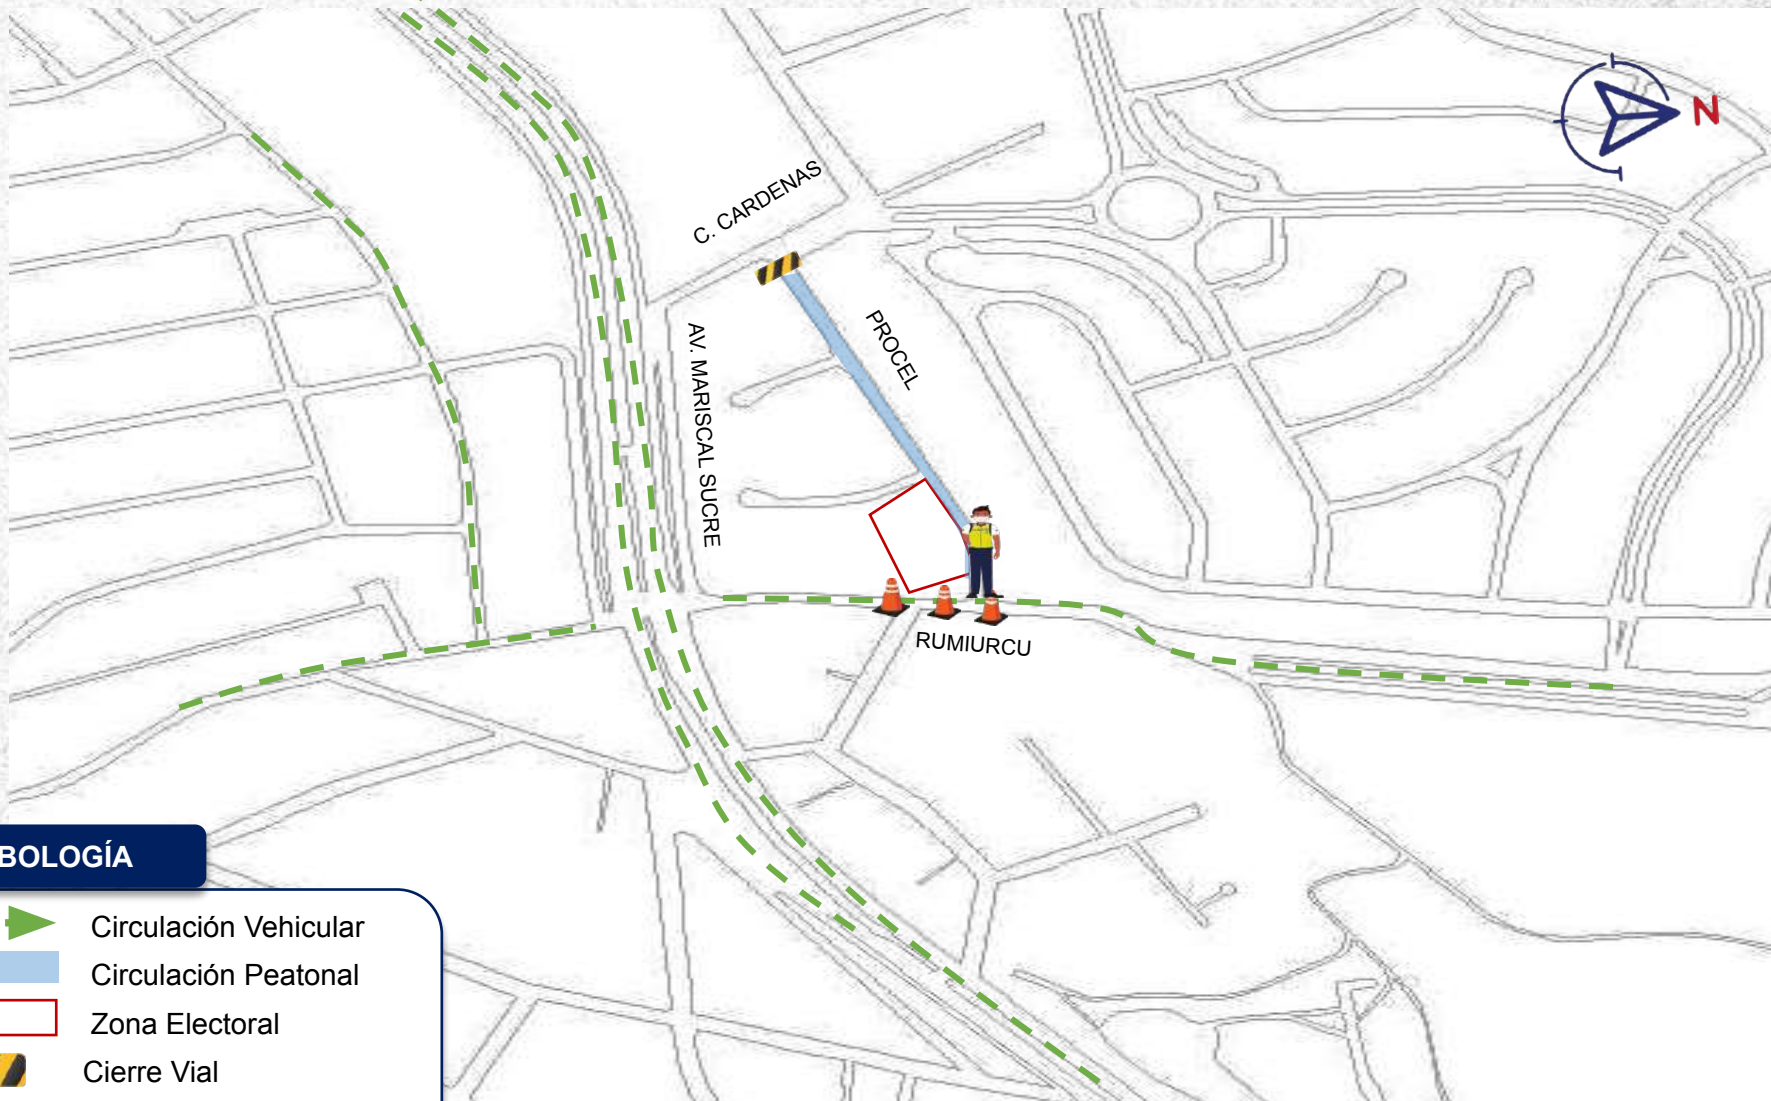 N
C. CARDENAS
PROCEL
AV. MARISCAL SUCRE
RUMIURCU
BOLOGÍA
Circulación Vehicular
Circulación Peatonal
Zona Electoral
Cierre Vial